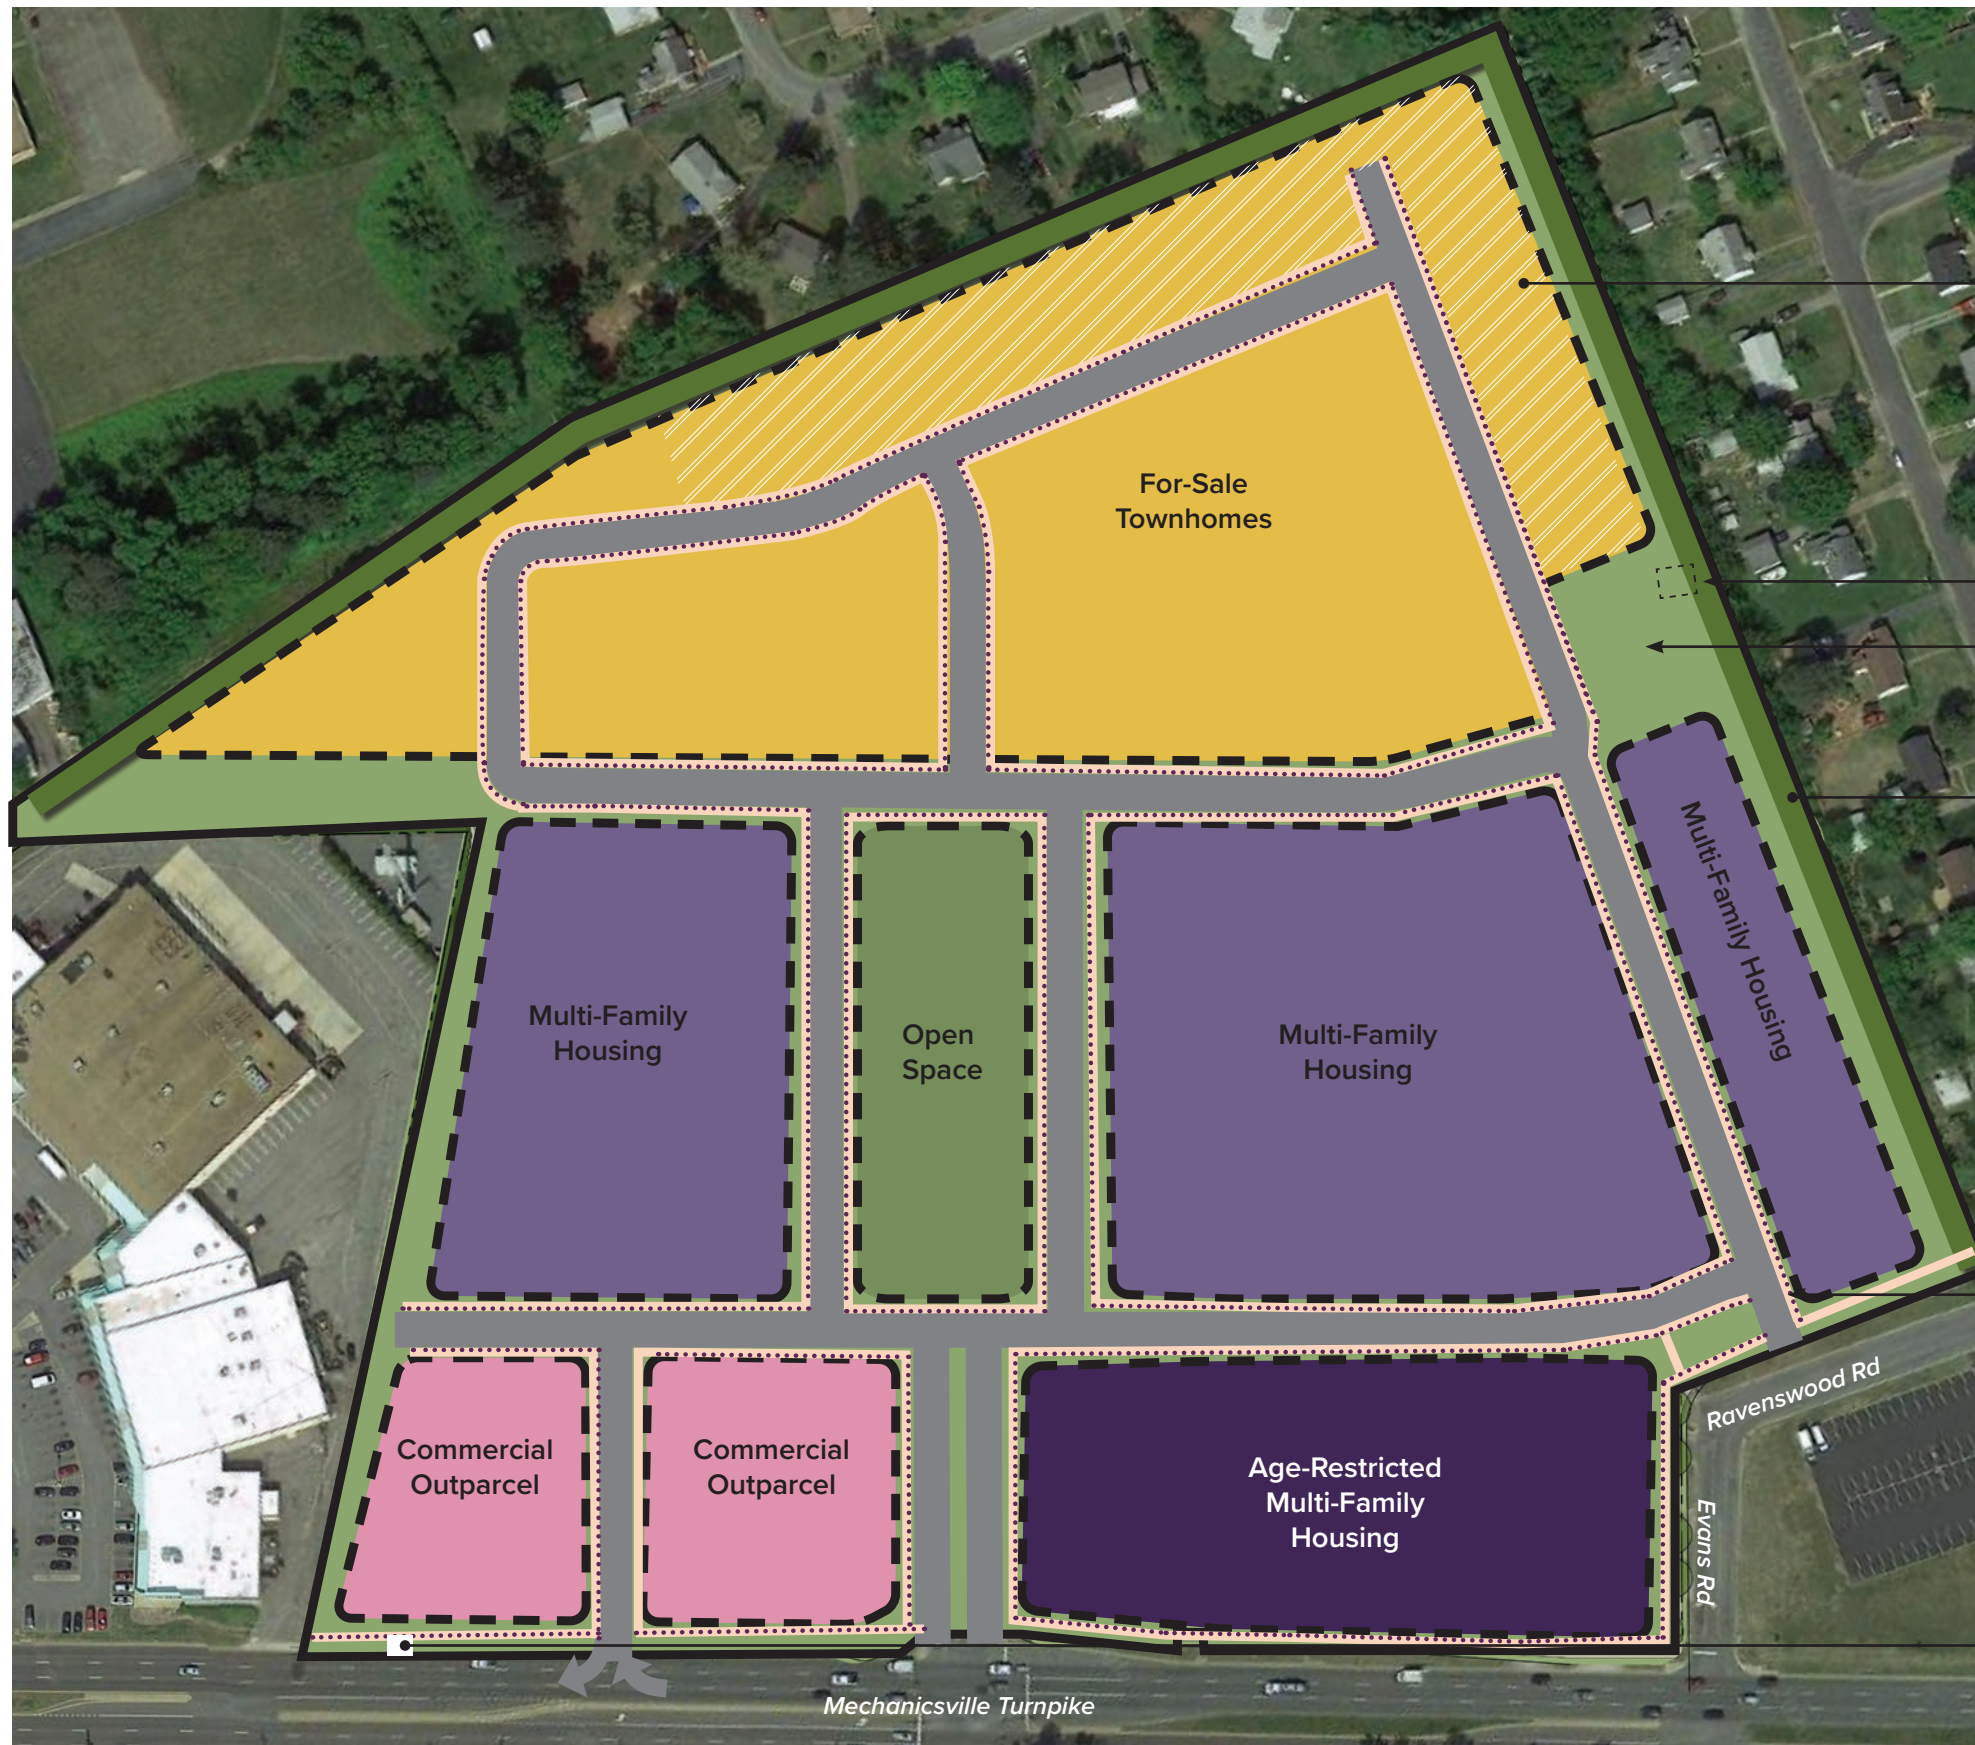 For-Sale
Townhomes
Multi-Family Housing
Multi-Family
Housing
Open
Space
Multi-Family
Housing
Ravenswood Rd
Commercial
Outparcel
Commercial
Outparcel
Age-Restricted
Multi-Family
Housing
Evans Rd
Mechanicsville Turnpike